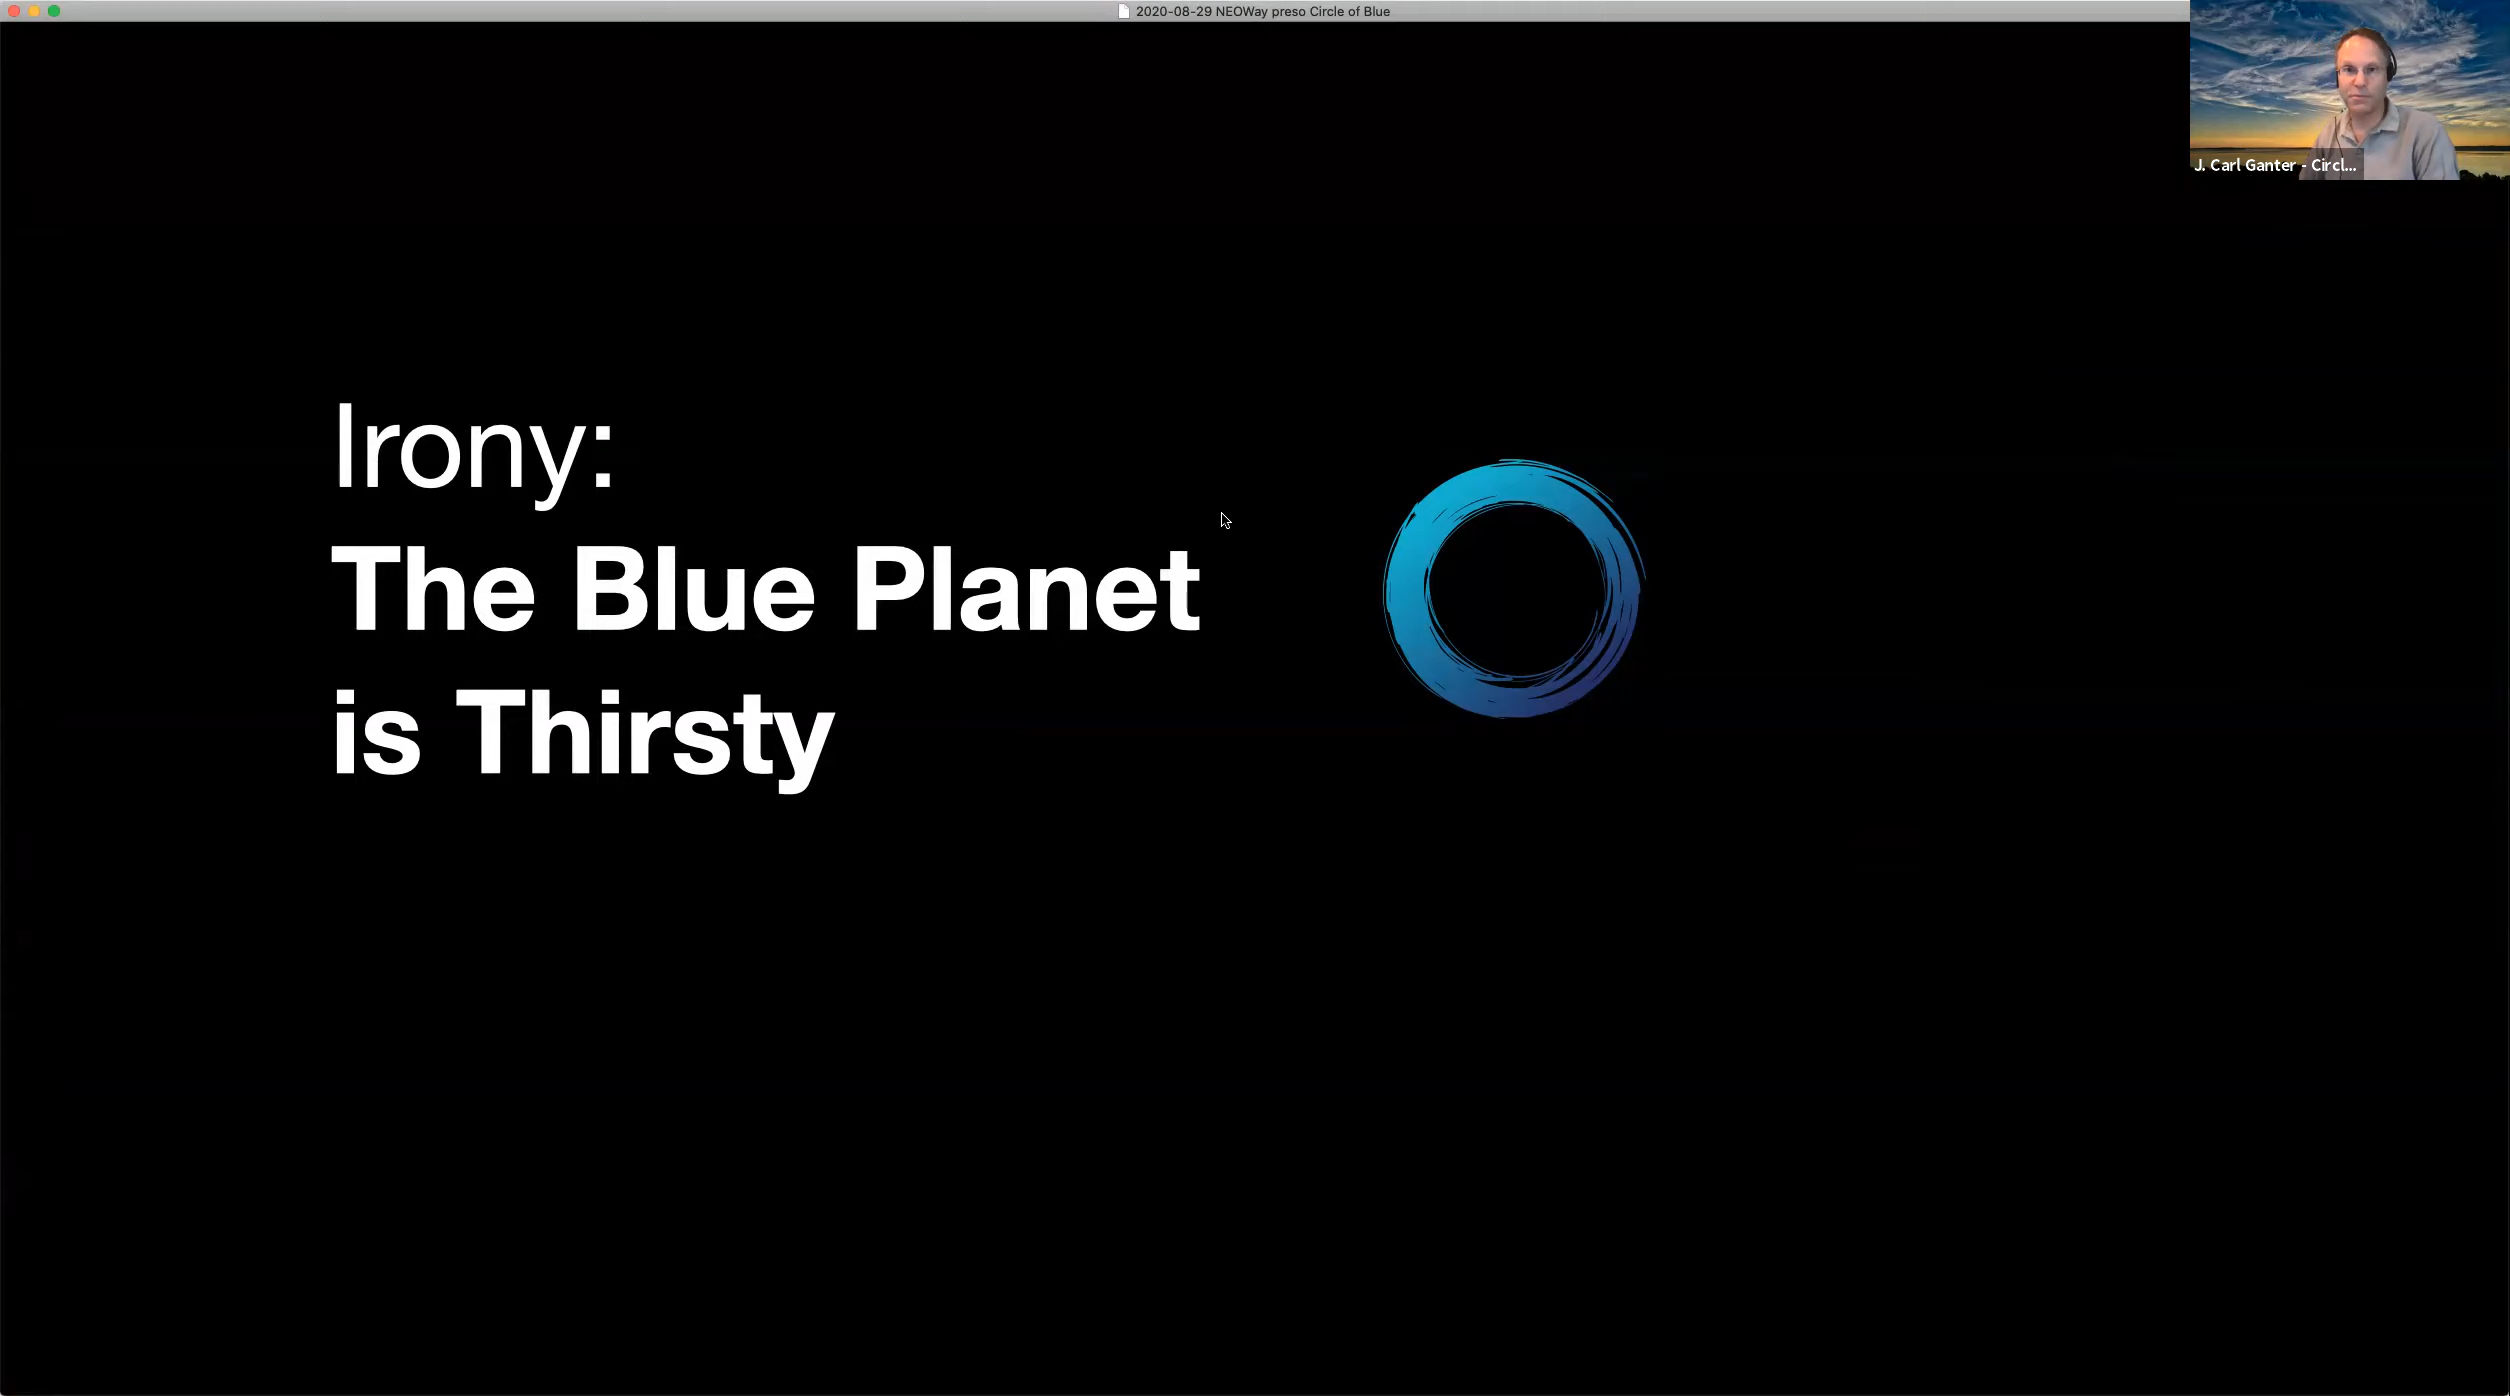 2020-08-29 NEOWay preso Circle of Blue
J. Carl Ganter - Circl...
Irony:
The Blue Planet
is Thirsty